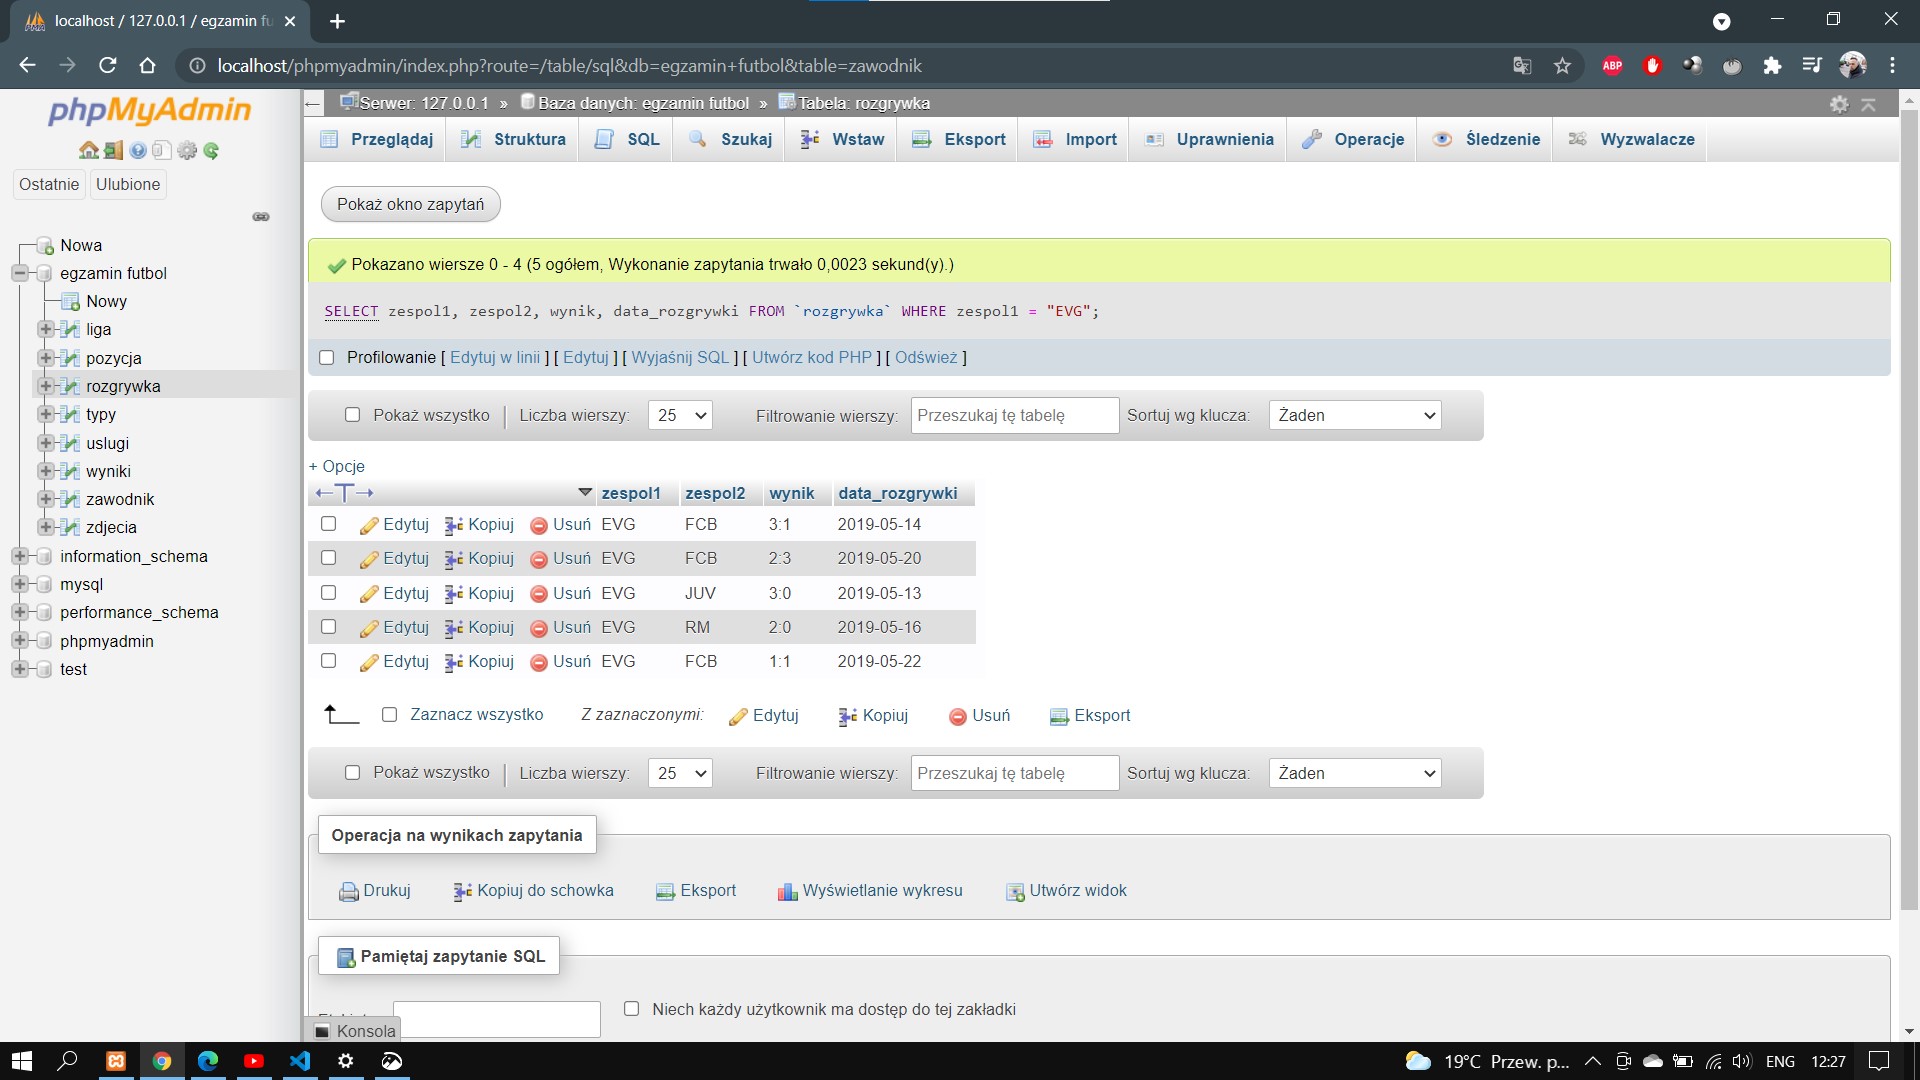 localhost / 127.0.0.1 / egzamin fu
localhost/phpmyadmin/index.php?route=/table/sql&db=egzamin+futbol&table=zawodnik
ABP
phpMyAdmin
Ostatnie
Ulubione
Nowa
egzamin futbol
Nowy
liga
pozycja
rozgrywka
typy
uslugi
wyniki
zawodnik
zdjecia
information_schema
mysql
performance_schema
phpmyadmin
test
Serwer: 127.0.0.1 » Baza danych: egzamin futbol » Tabela: rozgrywka
Przeglądaj Struktura SQL Szukaj Wstaw Eksport Import Uprawnienia Operacje Śledzenie Wyzwalacze
Pokaż okno zapytań
Pokazano wiersze 0 - 4 (5 ogółem, Wykonanie zapytania trwało 0,0023 sekund(y).)
SELECT zespol1, zespol2, wynik, data_rozgrywki FROM `rozgrywka` WHERE zespol1 = "EVG";
Profilowanie [ Edytuj w linii ] [ Edytuj ] [ Wyjaśnij SQL ] [ Utwórz kod PHP ] [ Odśwież ]
Pokaż wszystko | Liczba wierszy: 25 Filtrowanie wierszy: Przeszukaj tę tabelę Sortuj wg klucza: Żaden
+ Opcje
←T→ zespol1 zespol2 wynik data_rozgrywki
Edytuj Kopiuj Usuń EVG FCB 3:1 2019-05-14
Edytuj Kopiuj Usuń EVG FCB 2:3 2019-05-20
Edytuj Kopiuj Usuń EVG JUV 3:0 2019-05-13
Edytuj Kopiuj Usuń EVG RM 2:0 2019-05-16
Edytuj Kopiuj Usuń EVG FCB 1:1 2019-05-22
Zaznacz wszystko Z zaznaczonymi: Edytuj Kopiuj Usuń Eksport
Pokaż wszystko | Liczba wierszy: 25 Filtrowanie wierszy: Przeszukaj tę tabelę Sortuj wg klucza: Żaden
Operacja na wynikach zapytania
Drukuj Kopiuj do schowka Eksport Wyświetlanie wykresu Utwórz widok
Pamiętaj zapytanie SQL
Niech każdy użytkownik ma dostęp do tej zakładki
Konsola
19°C Przew. p... ENG 12:27